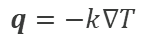 𝒒 = −𝑘∇𝑇